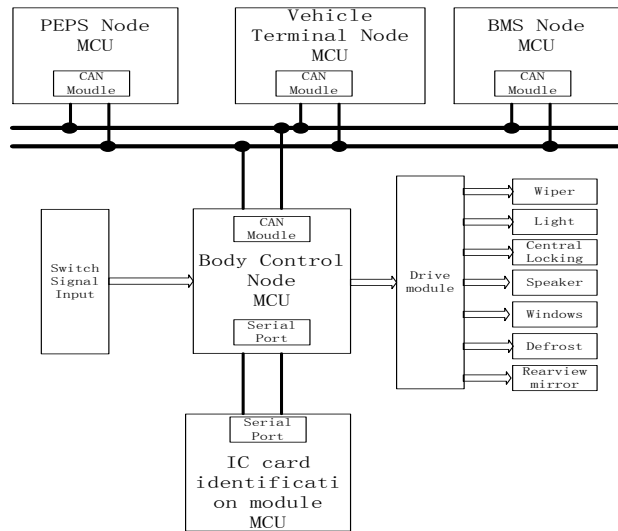 PEPS Node
MCU
CAN
Moudle
Vehicle
Terminal Node
MCU
CAN
Moudle
BMS Node
MCU
CAN
Moudle
Switch
Signal
Input
CAN
Moudle
Body Control
Node
MCU
Serial
Port
Drive
module
Wiper
Light
Central
Locking
Speaker
Windows
Defrost
Rearview
mirror
Serial
Port
IC card
identificati
on module
MCU